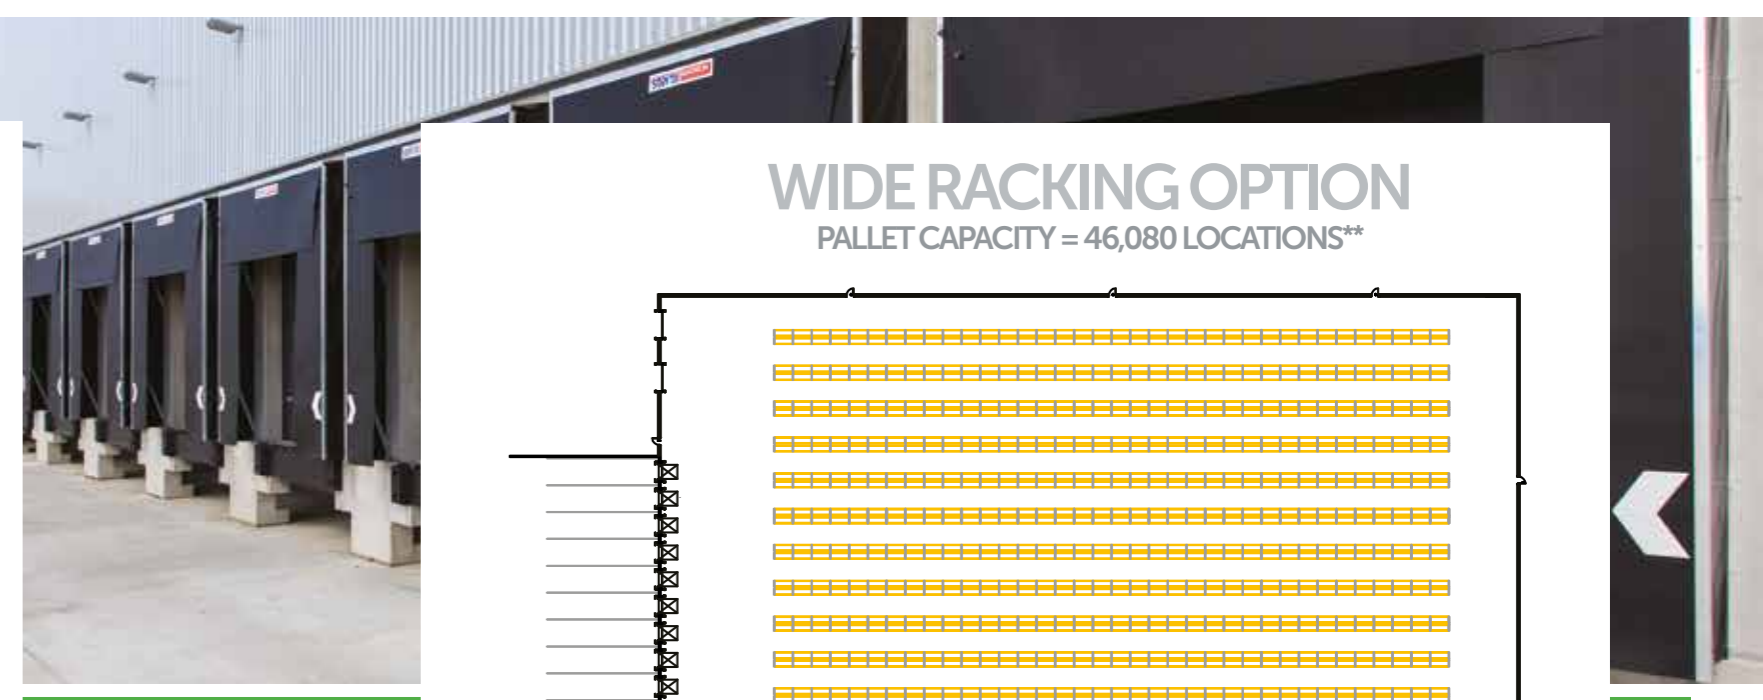 WIDE RACKING OPTION
PALLET CAPACITY = 46,080 LOCATIONS**